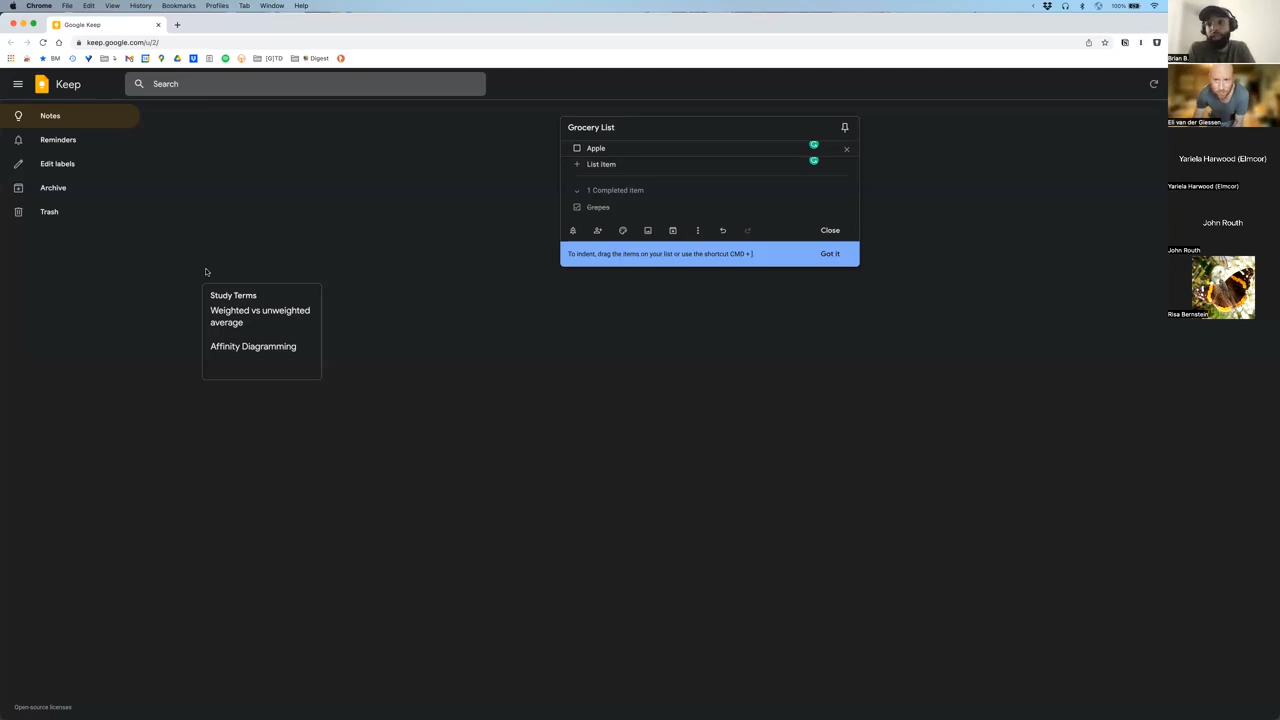 Chrome File Edit View History Bookmarks Profiles Tab Window Help
100%
Google Keep
keep.google.com/u/2/
BM
[G]TD
Digest
Keep
Search
Notes
Reminders
Edit labels
Archive
Trash
Grocery List
Apple
List item
1 Completed item
Grapes
Close
To indent, drag the items on your list or use the shortcut CMD + ].
Got it
Study Terms
Weighted vs unweighted
average
Affinity Diagramming
Open-source licenses
Brian B.
Eli van der Giessen
Yariela Harwood (Elmcor)
Yariela Harwood (Elmcor)
John Routh
John Routh
Risa Bernstein